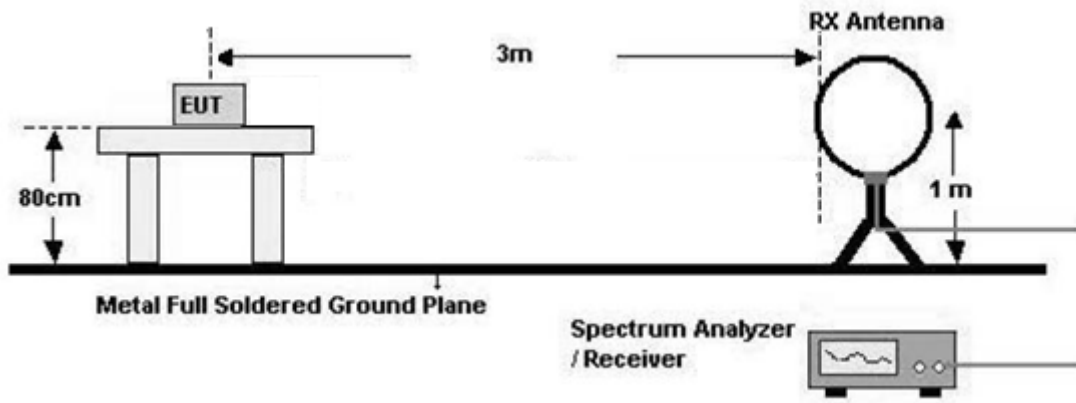 RX Antenna
3m
EUT
80cm
1 m
Metal Full Soldered Ground Plane
Spectrum Analyzer
/ Receiver